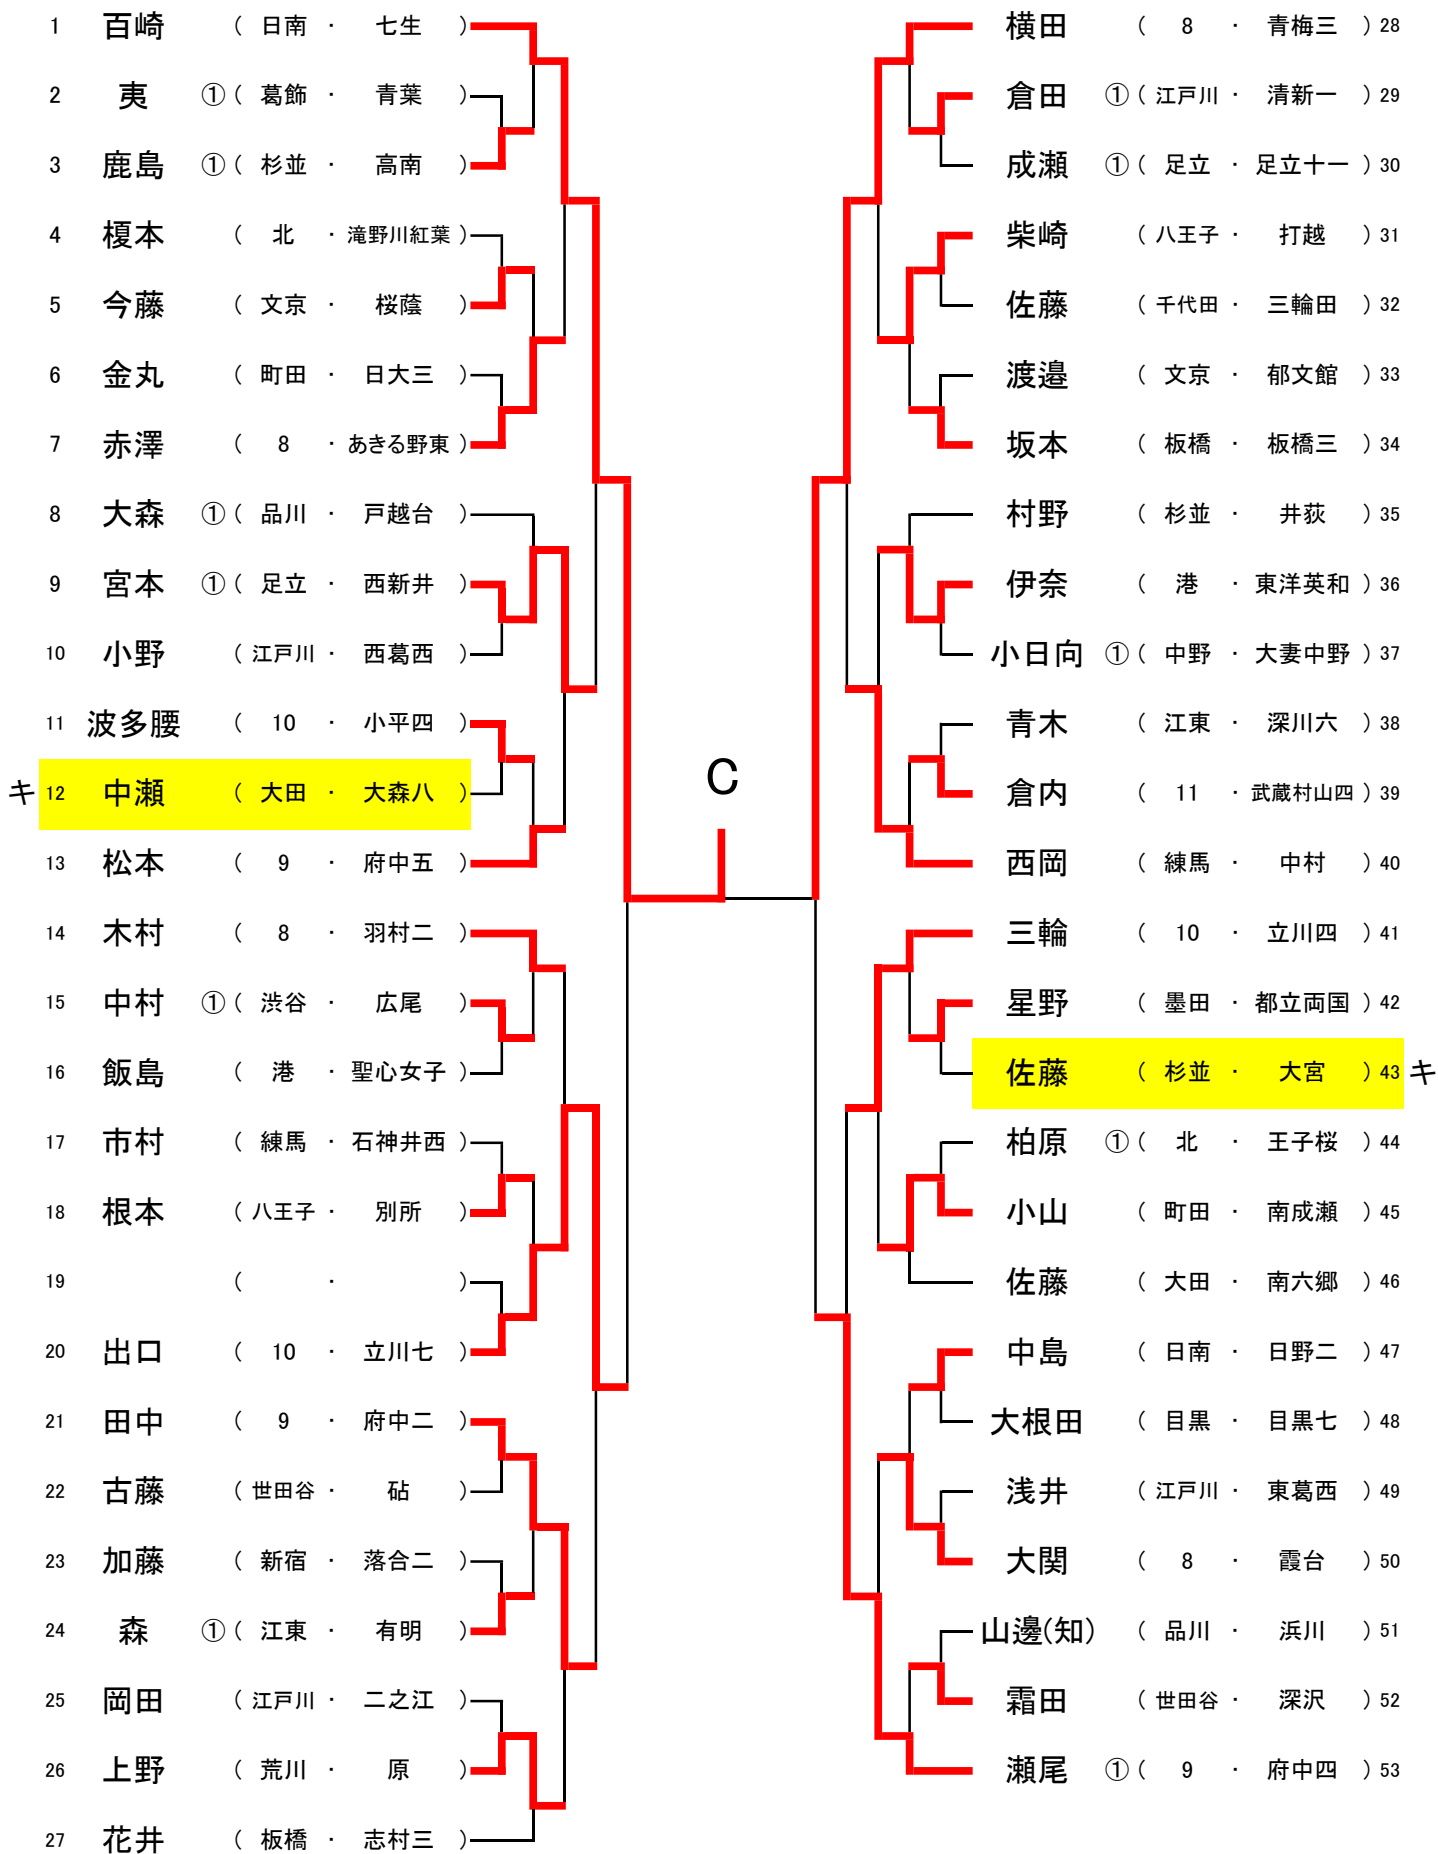 1 百崎 ( 日南 ・ 七生 )
2 夷 ① ( 葛飾 ・ 青葉 )
3 鹿島 ① ( 杉並 ・ 高南 )
4 榎本 ( 北 ・ 滝野川紅葉 )
5 今藤 ( 文京 ・ 桜蔭 )
6 金丸 ( 町田 ・ 日大三 )
7 赤澤 ( 8 ・ あきる野東 )
8 大森 ① ( 品川 ・ 戸越台 )
9 宮本 ① ( 足立 ・ 西新井 )
10 小野 ( 江戸川 ・ 西葛西 )
11 波多腰 ( 10 ・ 小平四 )
キ 12 中瀬 ( 大田 ・ 大森八 )
13 松本 ( 9 ・ 府中五 )
14 木村 ( 8 ・ 羽村二 )
15 中村 ① ( 渋谷 ・ 広尾 )
16 飯島 ( 港 ・ 聖心女子 )
17 市村 ( 練馬 ・ 石神井西 )
18 根本 ( 八王子 ・ 別所 )
19 ( ・ )
20 出口 ( 10 ・ 立川七 )
21 田中 ( 9 ・ 府中二 )
22 古藤 ( 世田谷 ・ 砧 )
23 加藤 ( 新宿 ・ 落合二 )
24 森 ① ( 江東 ・ 有明 )
25 岡田 ( 江戸川 ・ 二之江 )
26 上野 ( 荒川 ・ 原 )
27 花井 ( 板橋 ・ 志村三 )
C
横田 ( 8 ・ 青梅三 ) 28
倉田 ① ( 江戸川 ・ 清新一 ) 29
成瀬 ① ( 足立 ・ 足立十一 ) 30
柴崎 ( 八王子 ・ 打越 ) 31
佐藤 ( 千代田 ・ 三輪田 ) 32
渡邉 ( 文京 ・ 郁文館 ) 33
坂本 ( 板橋 ・ 板橋三 ) 34
村野 ( 杉並 ・ 井荻 ) 35
伊奈 ( 港 ・ 東洋英和 ) 36
小日向 ① ( 中野 ・ 大妻中野 ) 37
青木 ( 江東 ・ 深川六 ) 38
倉内 ( 11 ・ 武蔵村山四 ) 39
西岡 ( 練馬 ・ 中村 ) 40
三輪 ( 10 ・ 立川四 ) 41
星野 ( 墨田 ・ 都立両国 ) 42
佐藤 ( 杉並 ・ 大宮 ) 43 キ
柏原 ① ( 北 ・ 王子桜 ) 44
小山 ( 町田 ・ 南成瀬 ) 45
佐藤 ( 大田 ・ 南六郷 ) 46
中島 ( 日南 ・ 日野二 ) 47
大根田 ( 目黒 ・ 目黒七 ) 48
浅井 ( 江戸川 ・ 東葛西 ) 49
大関 ( 8 ・ 霞台 ) 50
山邊(知) ( 品川 ・ 浜川 ) 51
霜田 ( 世田谷 ・ 深沢 ) 52
瀬尾 ① ( 9 ・ 府中四 ) 53